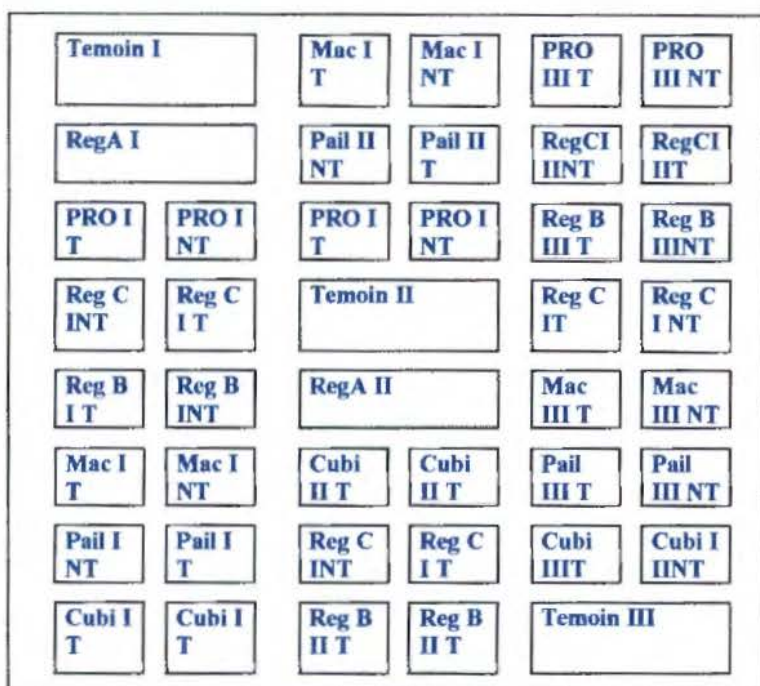 Temoin I
Mac I
T
Mac I
NT
PRO
III T
PRO
III NT
RegA I
Pail II
NT
Pail II
T
RegCI
IINT
RegCI
IIT
PRO I
T
PRO I
NT
PRO I
T
PRO I
NT
Reg B
III T
Reg B
IIINT
Reg C
INT
Reg C
I T
Temoin II
Reg C
IT
Reg C
I NT
Reg B
I T
Reg B
INT
RegA II
Mac
III T
Mac
III NT
Mac I
T
Mac I
NT
Cubi
II T
Cubi
II T
Pail
III T
Pail
III NT
Pail I
NT
Pail I
T
Reg C
INT
Reg C
I T
Cubi
IIIT
Cubi I
IINT
Cubi I
T
Cubi I
T
Reg B
II T
Reg B
II T
Temoin III